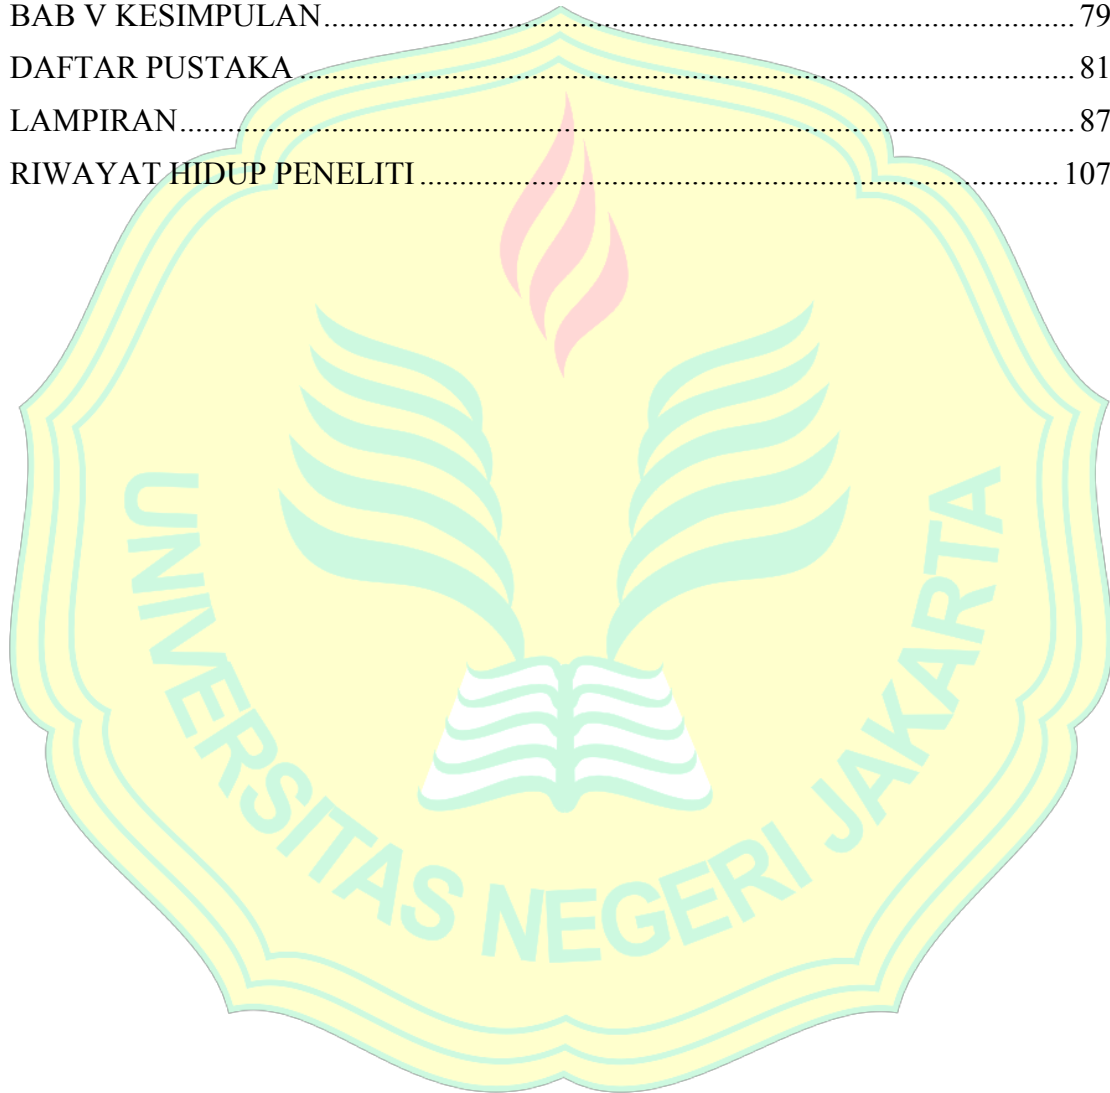 BAB V KESIMPULAN........................................................................................... 79
DAFTAR PUSTAKA .............................................................................................. 81
LAMPIRAN............................................................................................................. 87
RIWAYAT HIDUP PENELITI ............................................................................. 107
UNIVERSITAS NEGERI JAKARTA